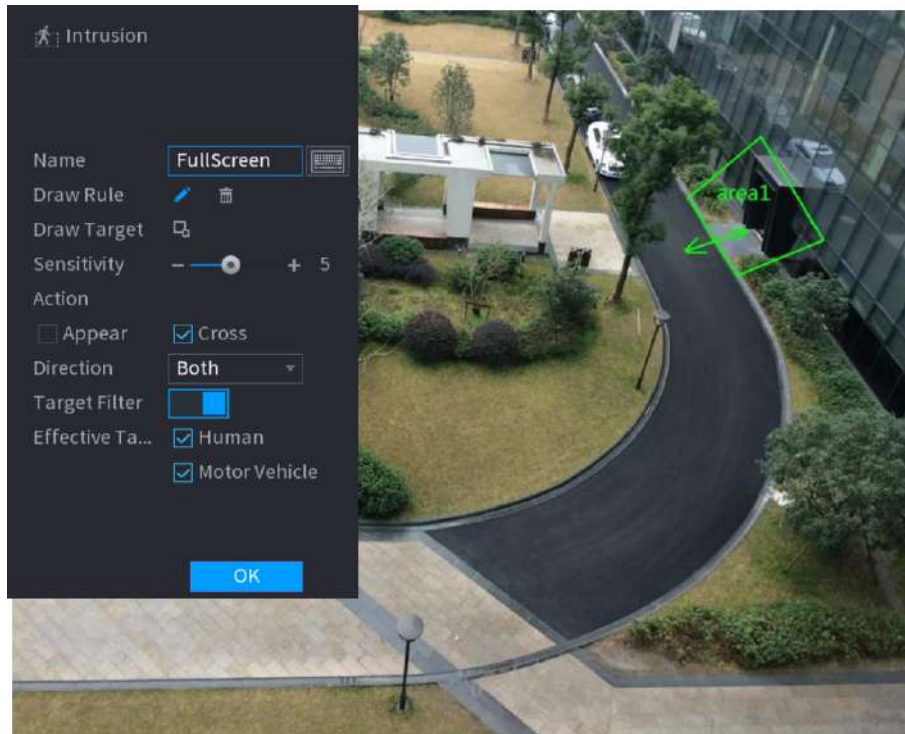 Intrusion
Name FullScreen
Draw Rule
Draw Target
Sensitivity - + 5
Action
Appear Cross
Direction Both
Target Filter
Effective Ta... Human
Motor Vehicle
OK
area1